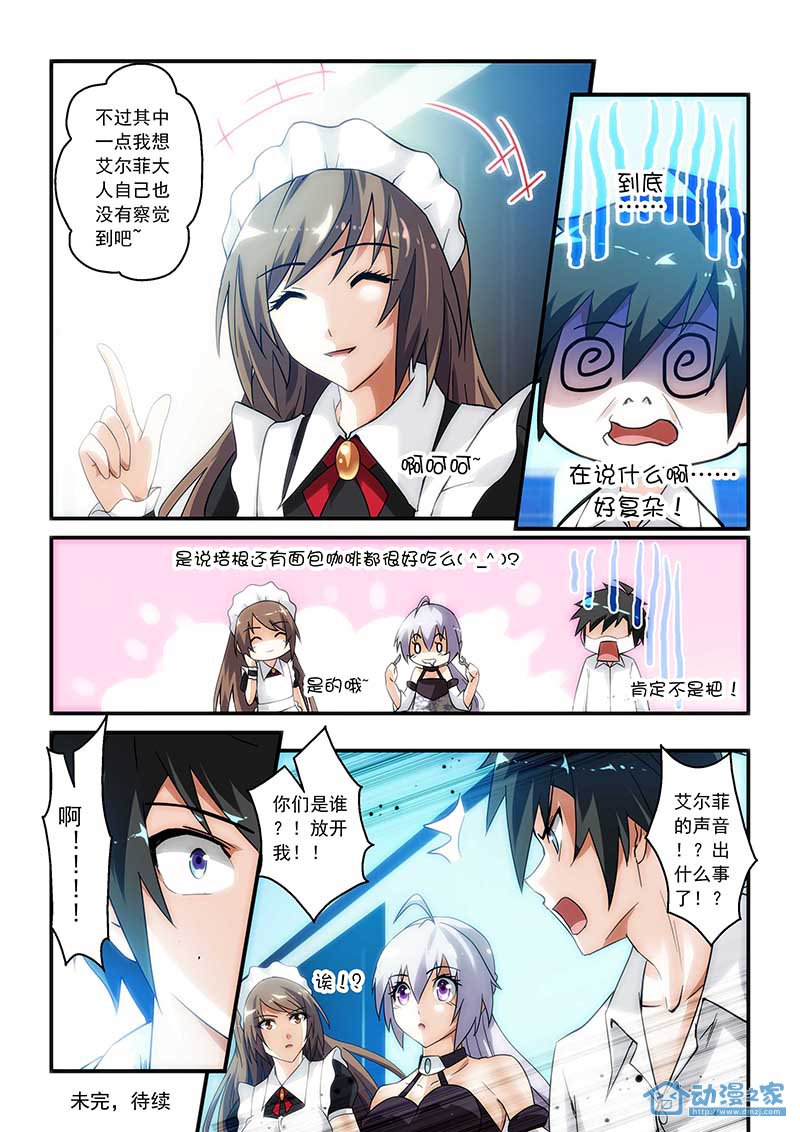 不过其中
一点我想
艾尔菲大
人自己也
没有察觉
到吧~
啊呵呵~
到底
……
在说什么啊……
好复杂！
是说培根还有面包咖啡都很好吃么( ^_^ )?
是的哦~
肯定不是把！
啊！！！！！
你们是谁
？！放开
我！！
诶！？
艾尔菲
的声音
！？出
什么事
了！？
未完，待续
动漫之家
http://www.dmzj.com